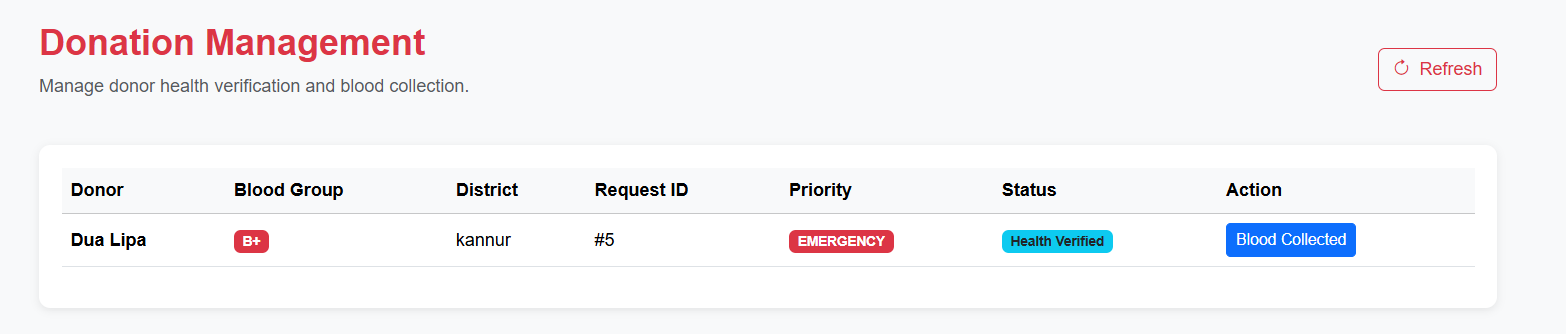 Donation Management
Manage donor health verification and blood collection.
Refresh
Donor Blood Group District Request ID Priority Status Action
Dua Lipa B+ kannur #5 EMERGENCY Health Verified Blood Collected